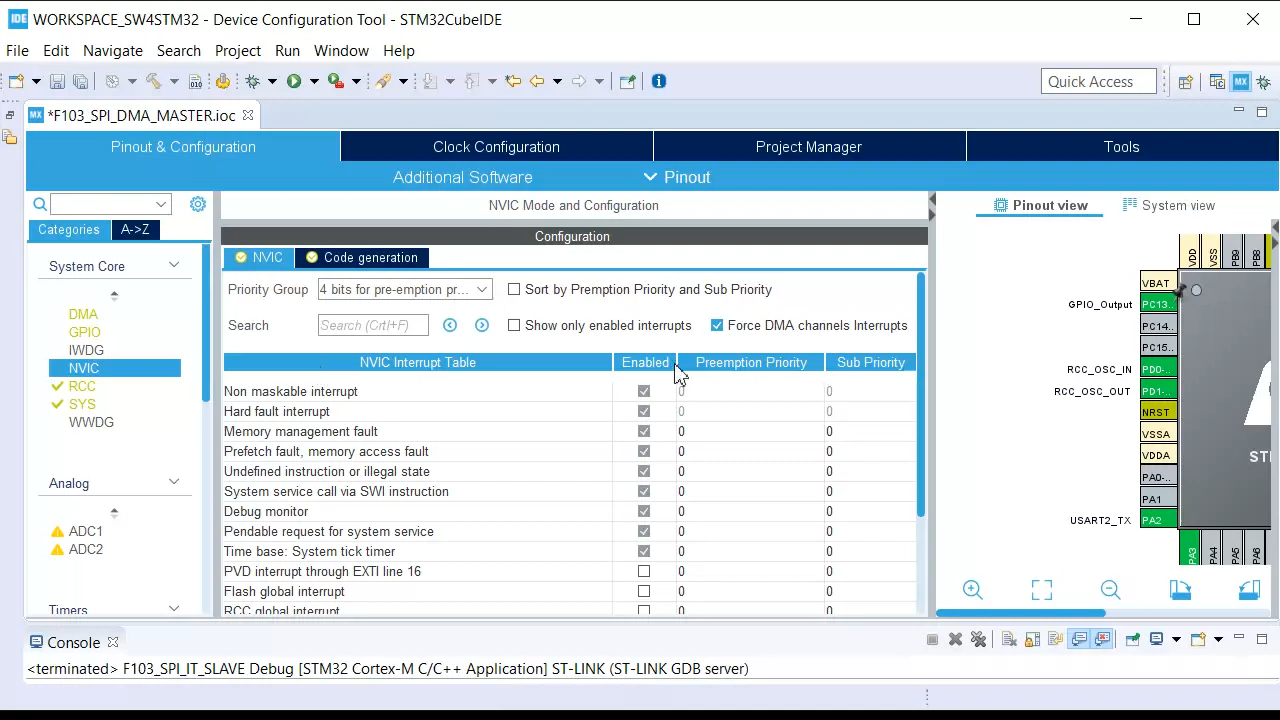 IDE WORKSPACE_SW4STM32 - Device Configuration Tool - STM32CubeIDE
File Edit Navigate Search Project Run Window Help
Quick Access
MX *F103_SPI_DMA_MASTER.ioc
Pinout & Configuration Clock Configuration Project Manager Tools
Additional Software Pinout
NVIC Mode and Configuration
Pinout view System view
Categories A->Z
Configuration
NVIC Code generation
System Core
DMA
GPIO
IWDG
NVIC
RCC
SYS
WWDG
Analog
ADC1
ADC2
Timers
Priority Group 4 bits for pre-emption pr... Sort by Premption Priority and Sub Priority
Search Search (CrtI+F) Show only enabled interrupts Force DMA channels Interrupts
NVIC Interrupt Table Enabled Preemption Priority Sub Priority
Non maskable interrupt 0 0
Hard fault interrupt 0 0
Memory management fault 0 0
Prefetch fault, memory access fault 0 0
Undefined instruction or illegal state 0 0
System service call via SWI instruction 0 0
Debug monitor 0 0
Pendable request for system service 0 0
Time base: System tick timer 0 0
PVD interrupt through EXTI line 16 0 0
Flash global interrupt 0 0
RCC global interrupt 0 0
VDD VSS PB9 PB8
VBAT
GPIO_Output PC13..
PC14..
PC15..
RCC_OSC_IN PD0-..
RCC_OSC_OUT PD1-..
NRST
VSSA
VDDA
PA0-..
PA1
USART2_TX PA2
PA3 PA4 PA5 PA6
Console
<terminated> F103_SPI_IT_SLAVE Debug [STM32 Cortex-M C/C++ Application] ST-LINK (ST-LINK GDB server)